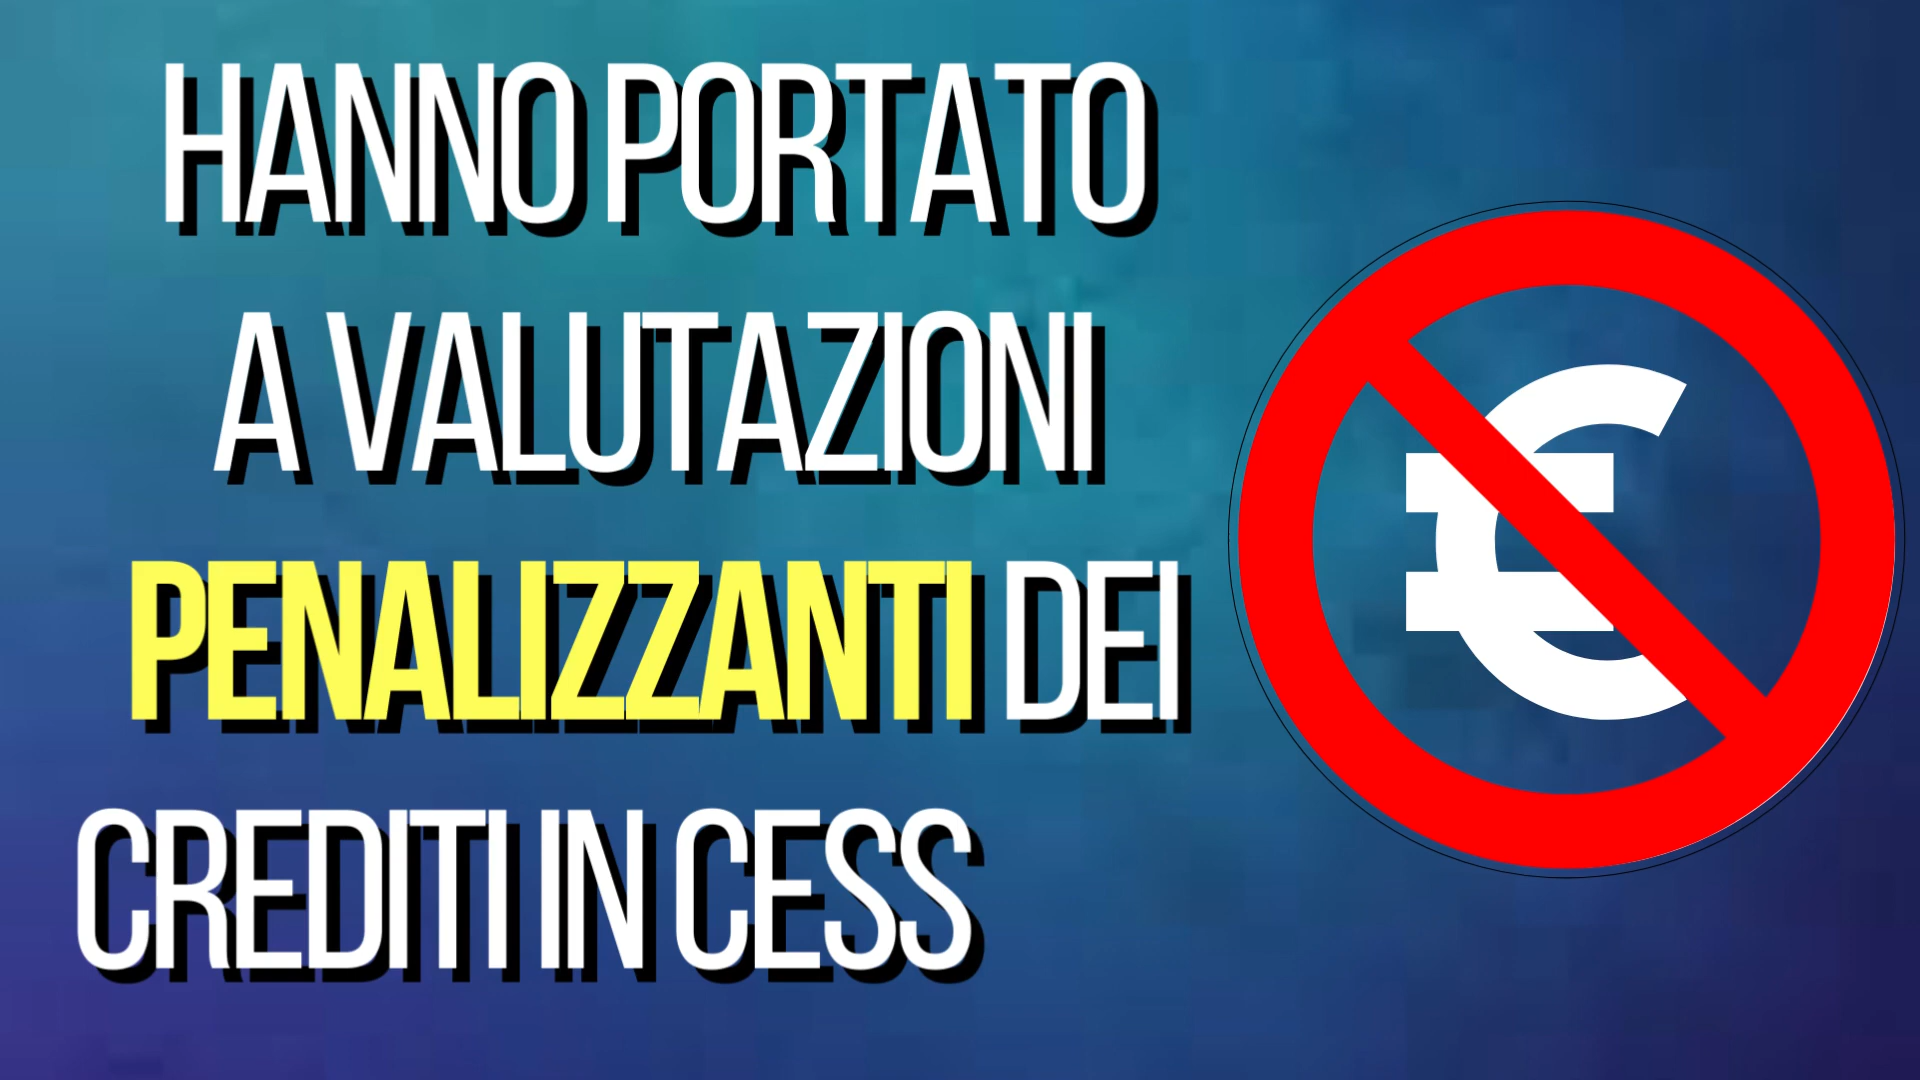 HANNO PORTATO
A VALUTAZIONI
PENALIZZANTI DEI
CREDITI IN CESS
€